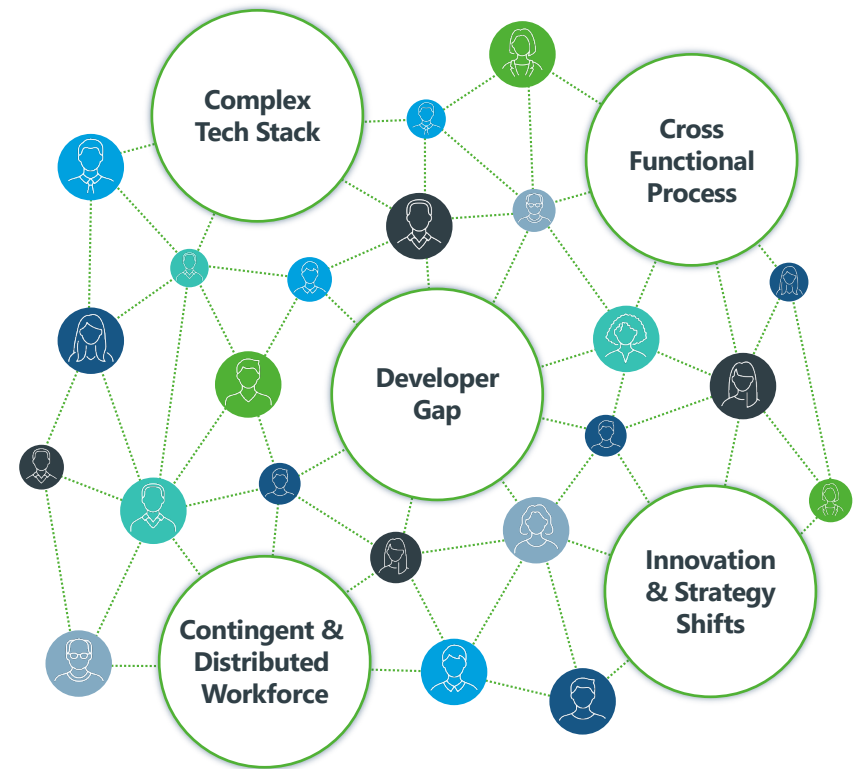 Complex
Tech Stack
Cross
Functional
Process
Developer
Gap
Innovation
& Strategy
Shifts
Contingent &
Distributed
Workforce